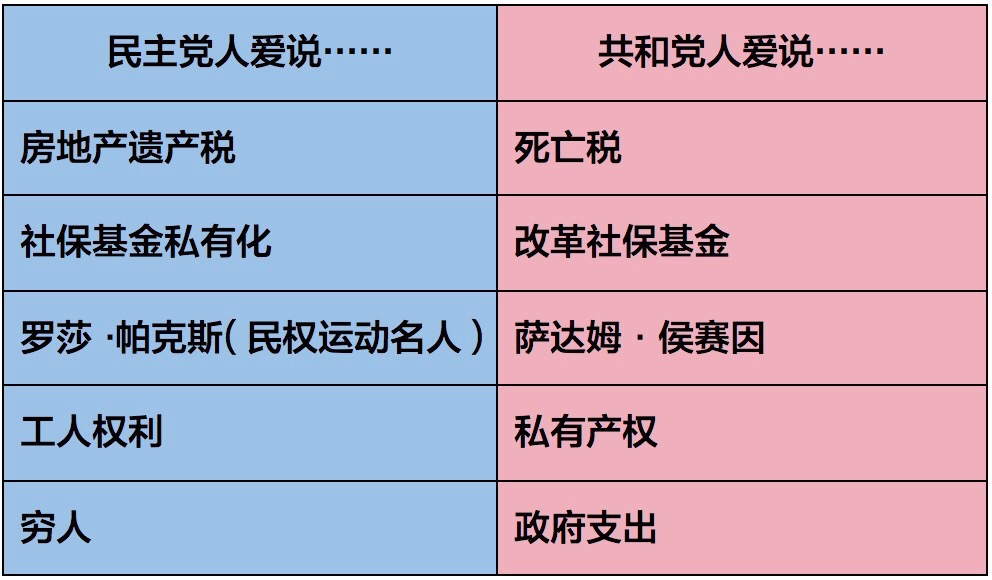 民主党人爱说······
共和党人爱说······
房地产遗产税
死亡税
社保基金私有化
改革社保基金
罗莎 ·帕克斯( 民权运动名人 )
萨达姆 · 侯赛因
工人权利
私有产权
穷人
政府支出